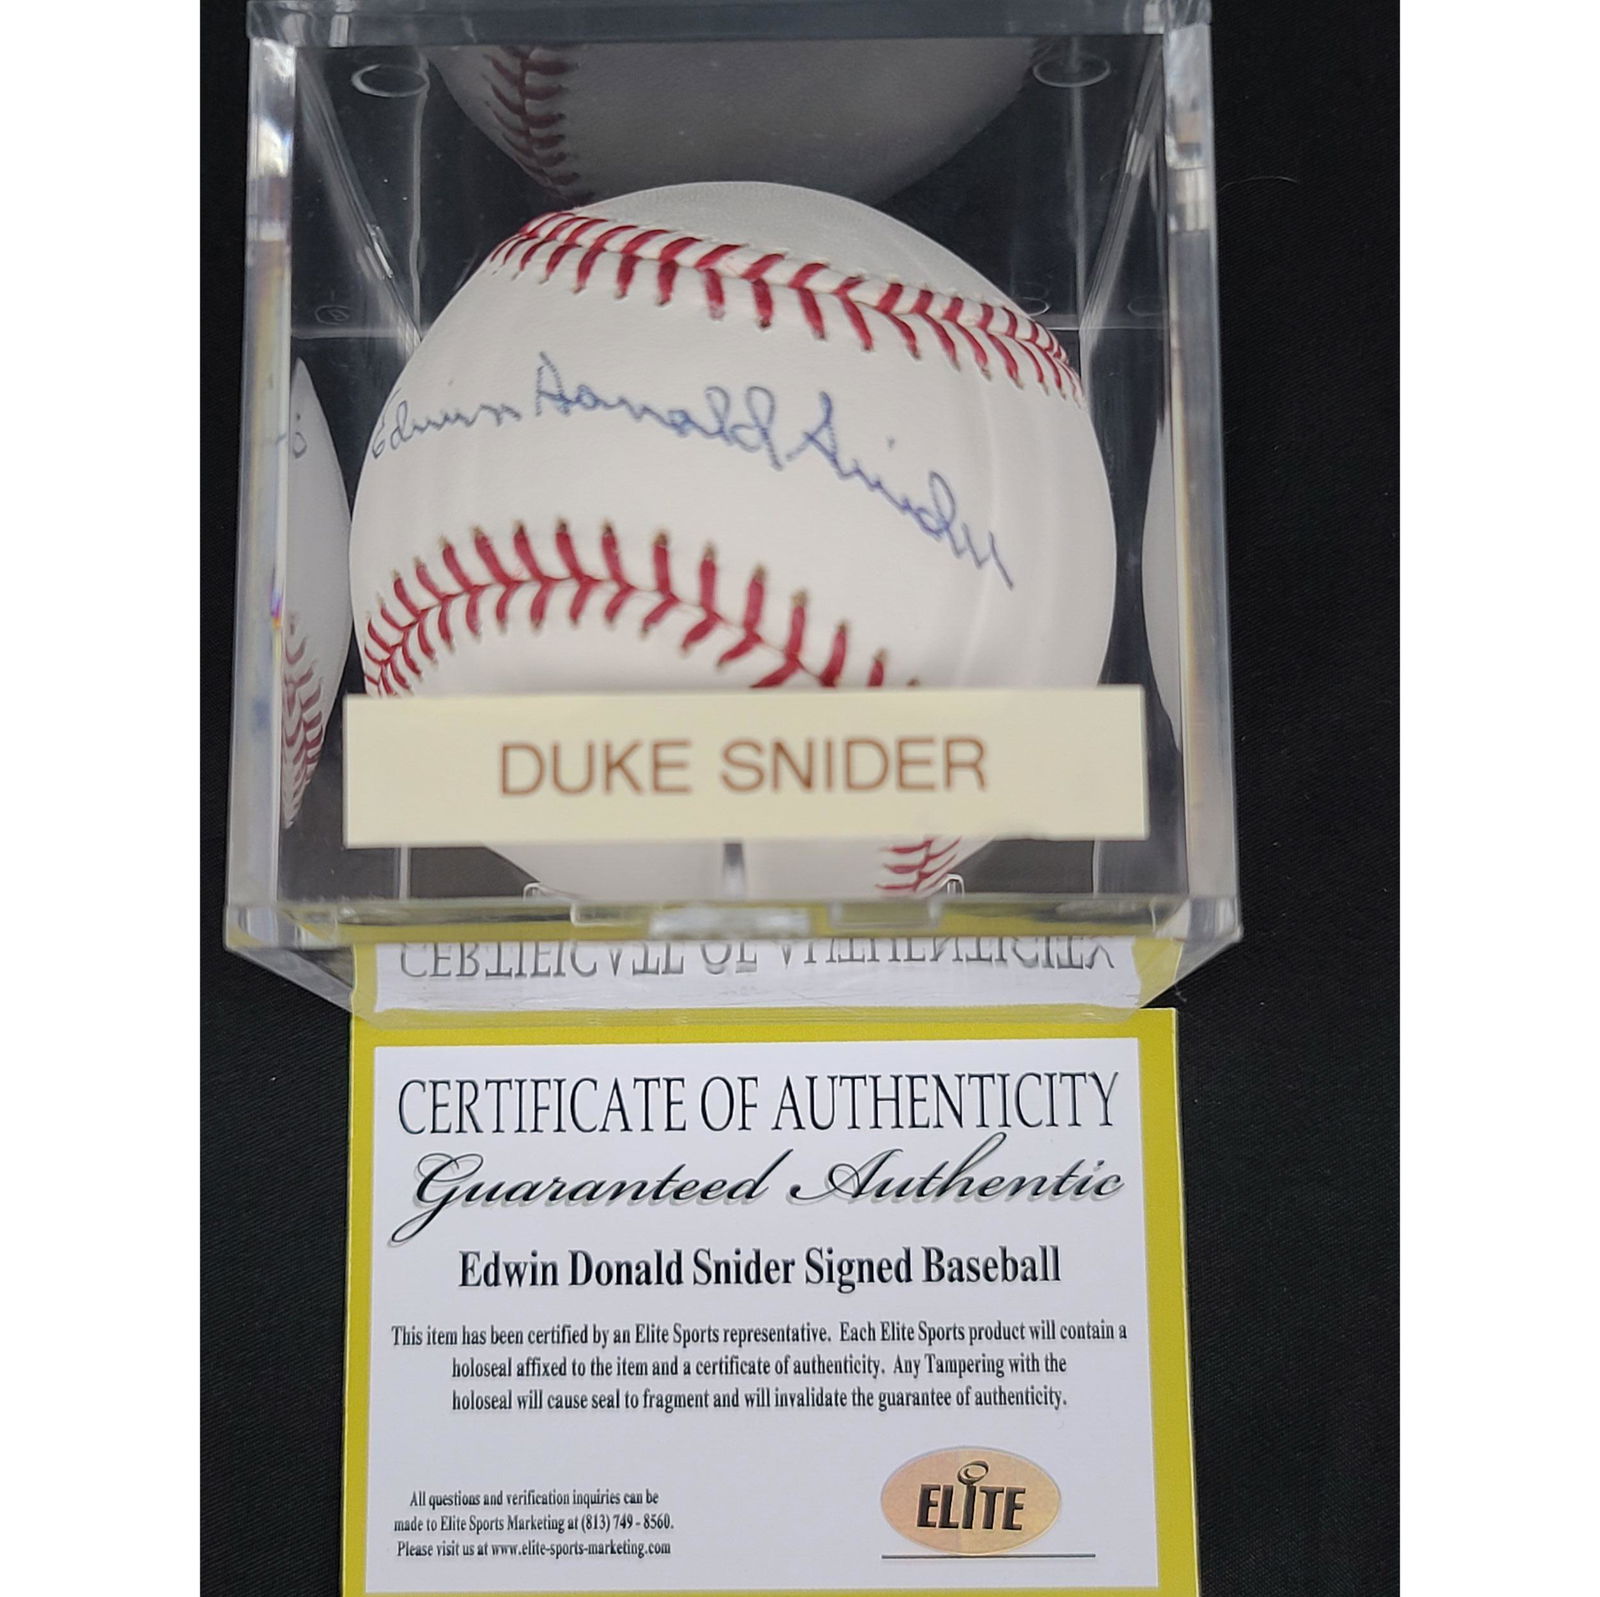 Edwin Donald Snider
DUKE SNIDER
CERTIFICATE OF AUTHENTICITY
CERTIFICATE OF AUTHENTICITY
Guaranteed Authentic
Edwin Donald Snider Signed Baseball
This item has been certified by an Elite Sports representative. Each Elite Sports product will contain a
holoseal affixed to the item and a certificate of authenticity. Any Tampering with the
holoseal will cause seal to fragment and will invalidate the guarantee of authenticity.
All questions and verification inquiries can be
made to Elite Sports Marketing at (813) 749 - 8560.
Please visit us at www.elite-sports-marketing.com
ELITE